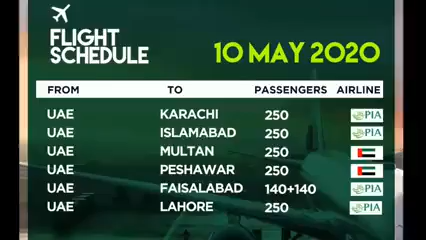 FLIGHT
SCHEDULE
10 MAY 2020
FROM TO PASSENGERS AIRLINE
UAE KARACHI 250 PIA
UAE ISLAMABAD 250 PIA
UAE MULTAN 250
UAE PESHAWAR 250
UAE FAISALABAD 140+140 PIA
UAE LAHORE 250 PIA